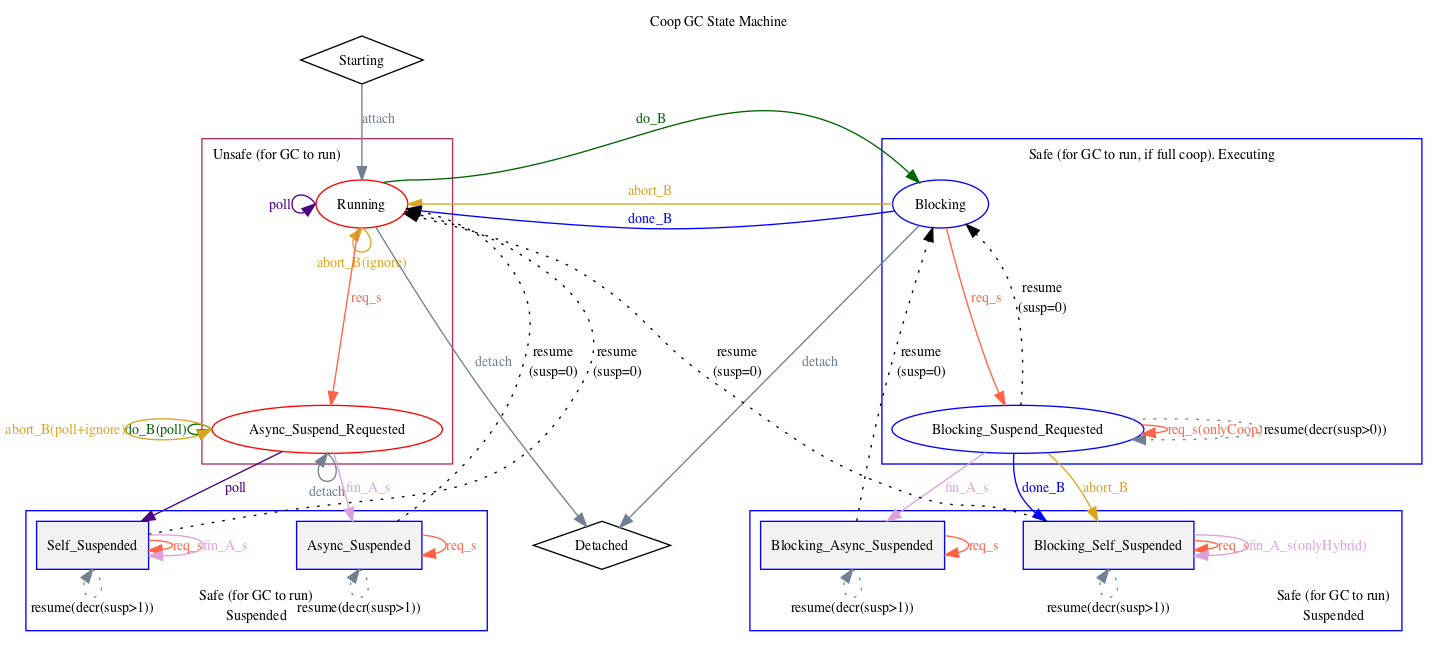 Coop GC State Machine
Starting
attach
do_B
Unsafe (for GC to run)
Safe (for GC to run, if full coop). Executing
poll
Running
abort_B
done_B
Blocking
abort_B(ignore)
req_s
req_s
resume
(susp=0)
resume
(susp=0)
resume
(susp=0)
resume
(susp=0)
resume
(susp=0)
detach
detach
abort_B(poll+ignore)
do_B(poll)
Async_Suspend_Requested
Blocking_Suspend_Requested
req_s(onlyCoop)
resume(decr(susp>0))
poll
detach
fin_A_s
fin_A_s
done_B
abort_B
Self_Suspended
req_s
fin_A_s
Async_Suspended
req_s
Detached
Blocking_Async_Suspended
req_s
Blocking_Self_Suspended
req_s
fin_A_s(onlyHybrid)
Safe (for GC to run)
Suspended
Safe (for GC to run)
Suspended
resume(decr(susp>1))
resume(decr(susp>1))
resume(decr(susp>1))
resume(decr(susp>1))